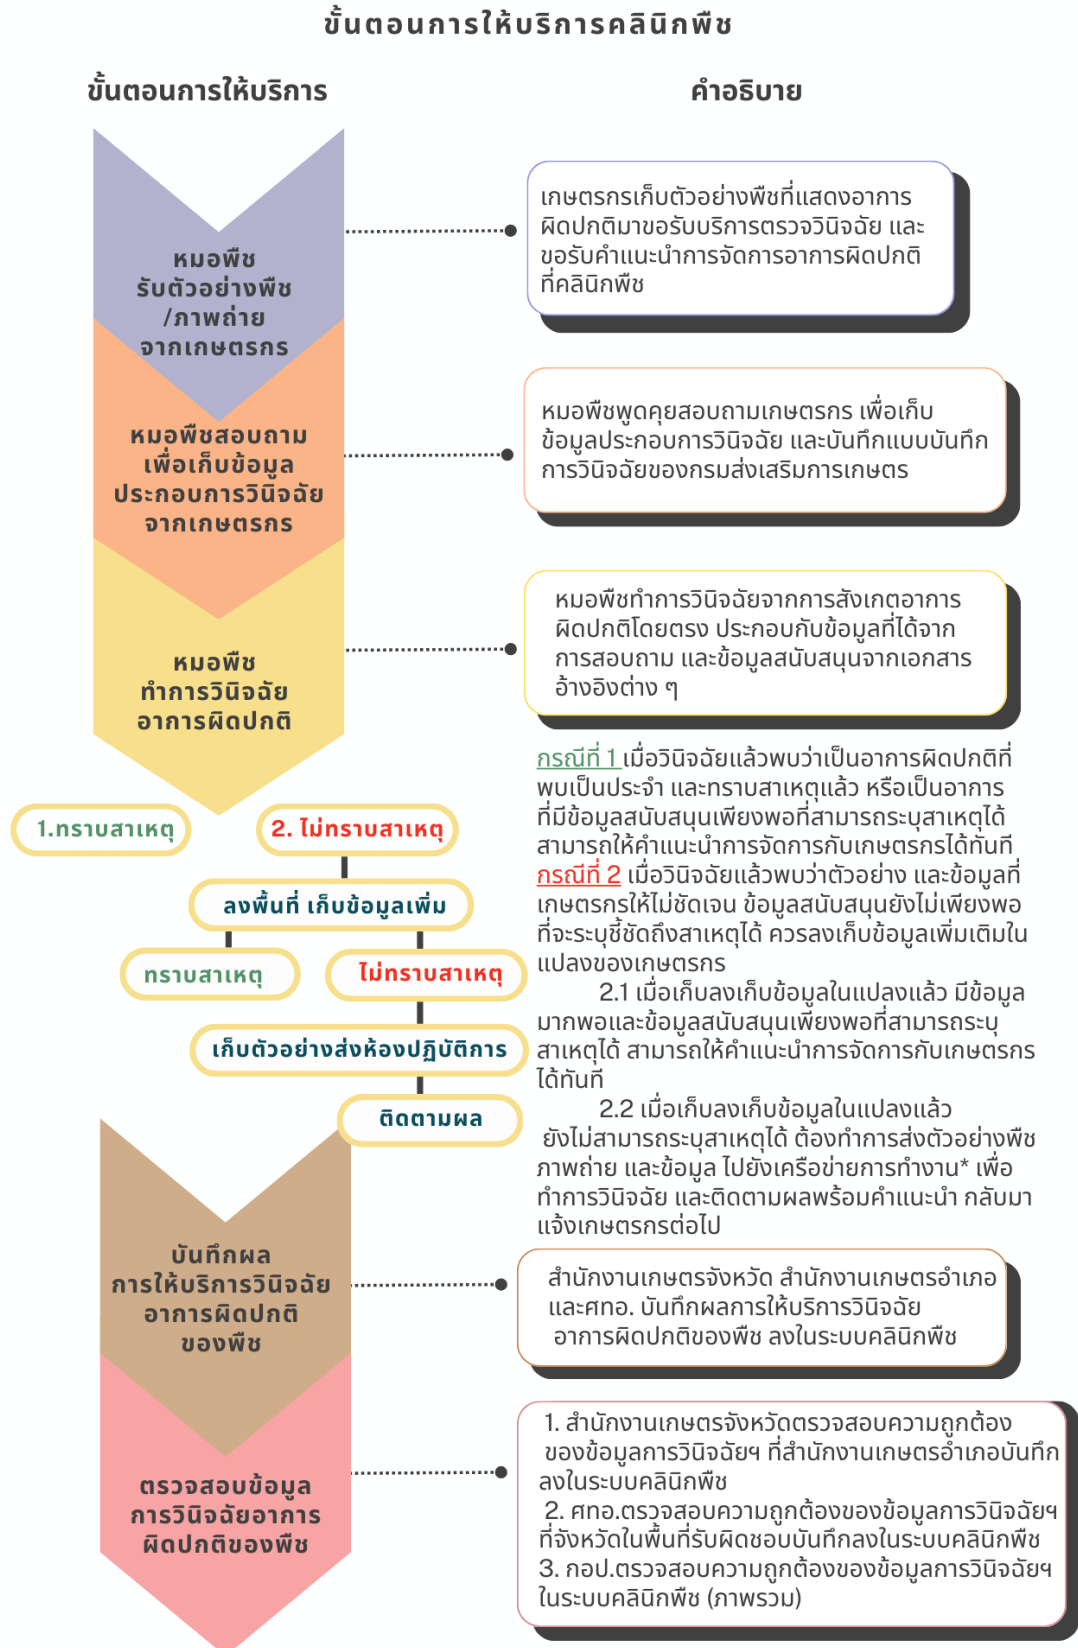 ขั้นตอนการให้บริการคลินิกพืช
ขั้นตอนการให้บริการ
คำอธิบาย
หมอพืช
รับตัวอย่างพืช
/ภาพถ่าย
จากเกษตรกร
เกษตรกรเก็บตัวอย่างพืชที่แสดงอาการ
ผิดปกติมาขอรับบริการตรวจวินิจฉัย และ
ขอรับคำแนะนำการจัดการอาการผิดปกติ
ที่คลินิกพืช
หมอพืชสอบถาม
เพื่อเก็บข้อมูล
ประกอบการวินิจฉัย
จากเกษตรกร
หมอพืชพูดคุยสอบถามเกษตรกร เพื่อเก็บ
ข้อมูลประกอบการวินิจฉัย และบันทึกแบบบันทึก
การวินิจฉัยของกรมส่งเสริมการเกษตร
หมอพืช
ทำการวินิจฉัย
อาการผิดปกติ
หมอพืชทำการวินิจฉัยจากการสังเกตอาการ
ผิดปกติโดยตรง ประกอบกับข้อมูลที่ได้จาก
การสอบถาม และข้อมูลสนับสนุนจากเอกสาร
อ้างอิงต่าง ๆ
1.ทราบสาเหตุ
2. ไม่ทราบสาเหตุ
ลงพื้นที่ เก็บข้อมูลเพิ่ม
ทราบสาเหตุ
ไม่ทราบสาเหตุ
เก็บตัวอย่างส่งห้องปฏิบัติการ
ติดตามผล
กรณีที่ 1 เมื่อวินิจฉัยแล้วพบว่าเป็นอาการผิดปกติที่
พบเป็นประจำ และทราบสาเหตุแล้ว หรือเป็นอาการ
ที่มีข้อมูลสนับสนุนเพียงพอที่สามารถระบุสาเหตุได้
สามารถให้คำแนะนำการจัดการกับเกษตรกรได้ทันที
กรณีที่ 2 เมื่อวินิจฉัยแล้วพบว่าตัวอย่าง และข้อมูลที่
เกษตรกรให้ไม่ชัดเจน ข้อมูลสนับสนุนยังไม่เพียงพอ
ที่จะระบุชี้ชัดถึงสาเหตุได้ ควรลงเก็บข้อมูลเพิ่มเติมใน
แปลงของเกษตรกร
2.1 เมื่อเก็บลงเก็บข้อมูลในแปลงแล้ว มีข้อมูล
มากพอและข้อมูลสนับสนุนเพียงพอที่สามารถระบุ
สาเหตุได้ สามารถให้คำแนะนำการจัดการกับเกษตรกร
ได้ทันที
2.2 เมื่อเก็บลงเก็บข้อมูลในแปลงแล้ว
ยังไม่สามารถระบุสาเหตุได้ ต้องทำการส่งตัวอย่างพืช
ภาพถ่าย และข้อมูล ไปยังเครือข่ายการทำงาน* เพื่อ
ทำการวินิจฉัย และติดตามผลพร้อมคำแนะนำ กลับมา
แจ้งเกษตรกรต่อไป
บันทึกผล
การให้บริการวินิจฉัย
อาการผิดปกติ
ของพืช
สำนักงานเกษตรจังหวัด สำนักงานเกษตรอำเภอ
และศทอ. บันทึกผลการให้บริการวินิจฉัย
อาการผิดปกติของพืช ลงในระบบคลินิกพืช
ตรวจสอบข้อมูล
การวินิจฉัยอาการ
ผิดปกติของพืช
1. สำนักงานเกษตรจังหวัดตรวจสอบความถูกต้อง
ของข้อมูลการวินิจฉัยฯ ที่สำนักงานเกษตรอำเภอบันทึก
ลงในระบบคลินิกพืช
2. ศทอ.ตรวจสอบความถูกต้องของข้อมูลการวินิจฉัยฯ
ที่จังหวัดในพื้นที่รับผิดชอบบันทึกลงในระบบคลินิกพืช
3. กอป.ตรวจสอบความถูกต้องของข้อมูลการวินิจฉัยฯ
ในระบบคลินิกพืช (ภาพรวม)